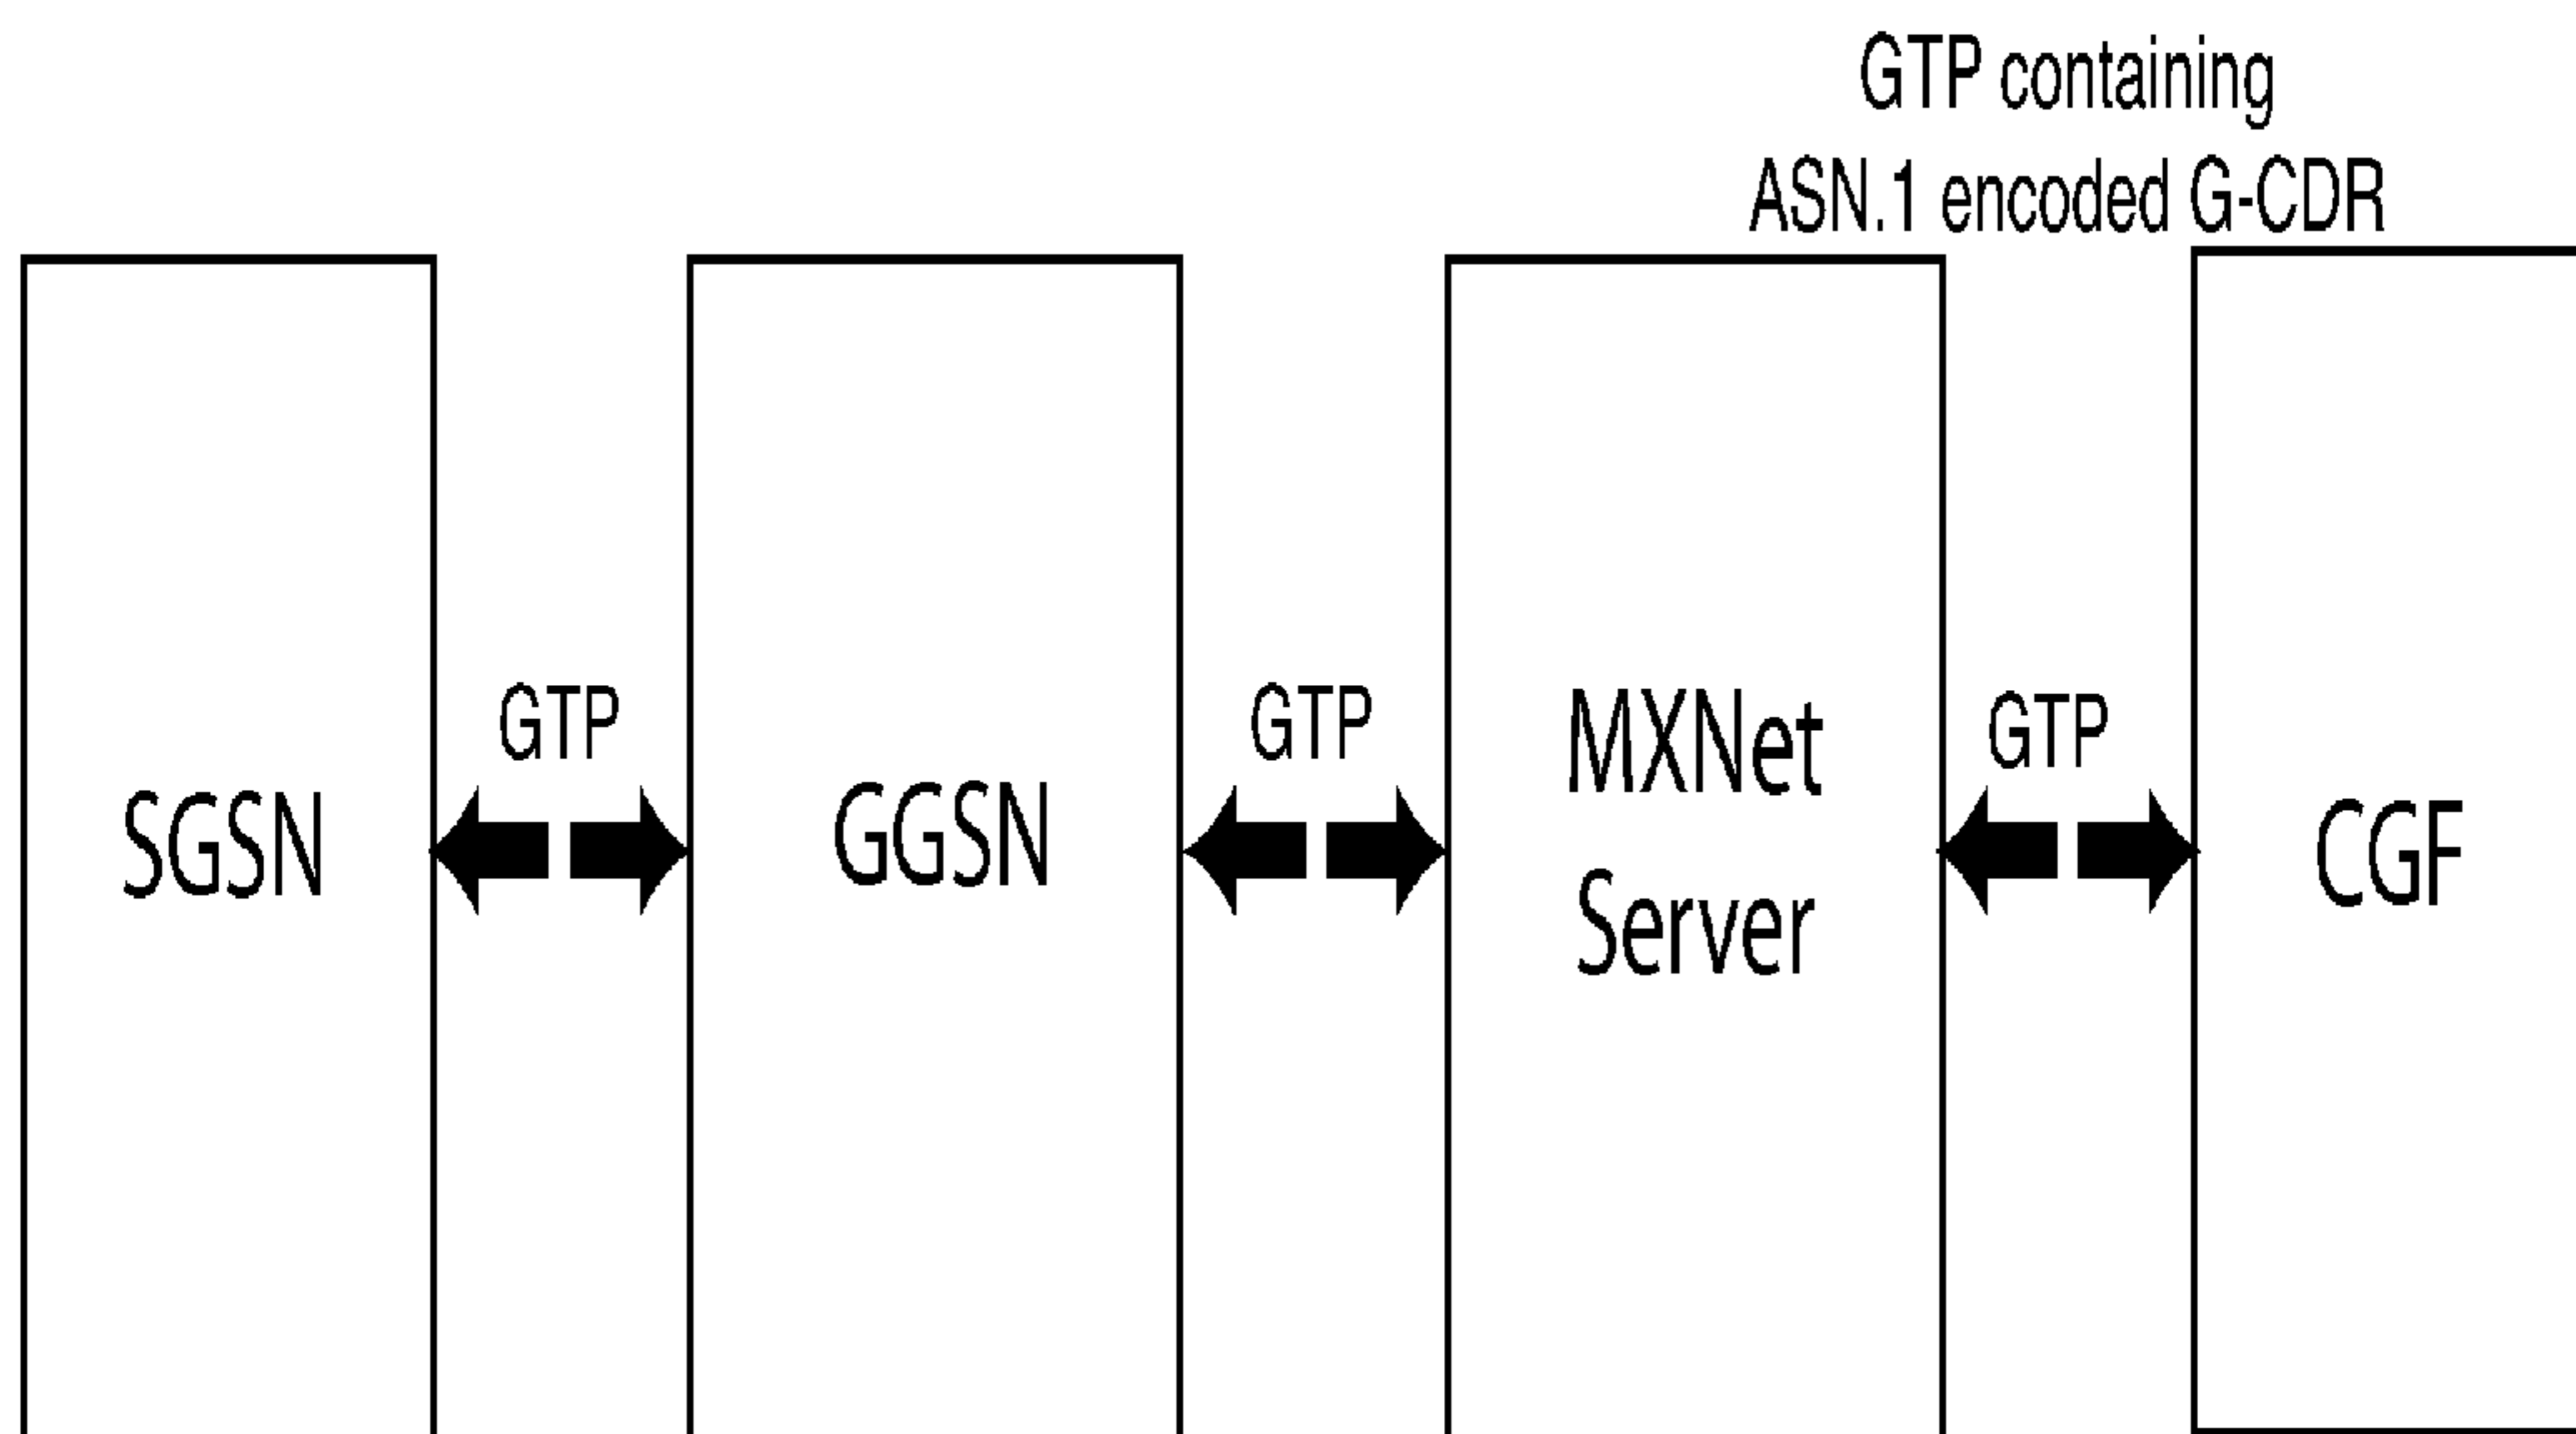 GTP containing
ASN.1 encoded G-CDR
SGSN
GTP
GGSN
GTP
MXNet
Server
GTP
CGF